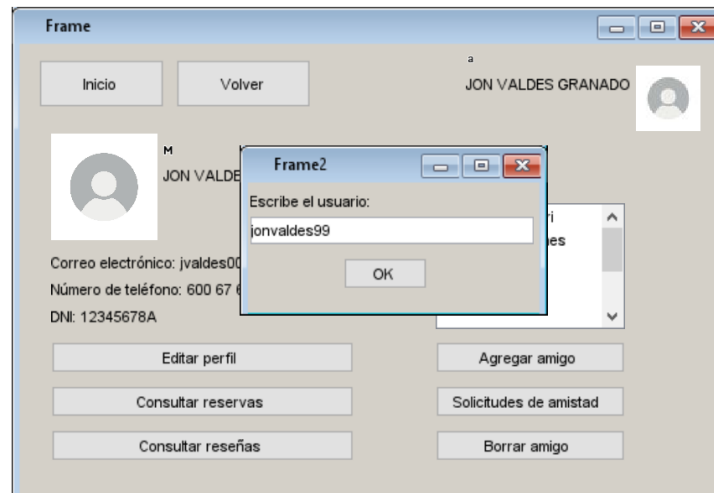 Frame
Inicio
Volver
a
JON VALDES GRANADO
M
JON VALDE
Frame2
Escribe el usuario:
jonvaldes99
OK
Correo electrónico: jvaldes00
Número de teléfono: 600 67 6
DNI: 12345678A
Editar perfil
Agregar amigo
Consultar reservas
Solicitudes de amistad
Consultar reseñas
Borrar amigo